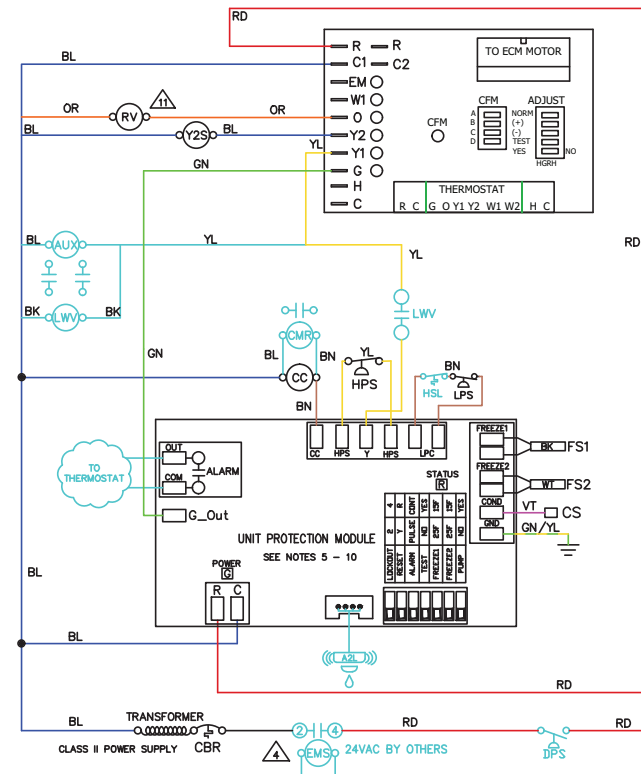 RD
R R
C1 C2
EM
W1
O
Y2
Y1
G
H
C
TO ECM MOTOR
CFM
CFM
A
B
C
D
ADJUST
NORM
(+)
(-)
TEST
YES
NO
HGRH
THERMOSTAT
R C G O Y1 Y2 W1 W2 H C
BL
OR RV OR
11
BL Y2S BL
YL
GN
RD
BL AUX YL
YL
BK LWV BK
LWV
GN
CMR
BL BN
CC
BN
YL
HPS
BN
HSL LPS
CC HPS Y HPS LPC
FREEZE1
BK FS1
FREEZE2
WT FS2
COND
VT CS
GND
GN/YL
TO
THERMOSTAT
OUT
ALARM
COM
G_Out
STATUS
R
UNIT PROTECTION MODULE
SEE NOTES 5 - 10
LOCKOUT 2 4
RESET Y R
ALARM PULSE CONT
TEST NO YES
FREEZE1 25F 15F
FREEZE2 25F 15F
PUMP NO YES
POWER
G
R C
BL
BL
A2L
RD
BL
TRANSFORMER
CBR
CLASS II POWER SUPPLY
4
2 4
EMS
24VAC BY OTHERS
RD
DPS
RD